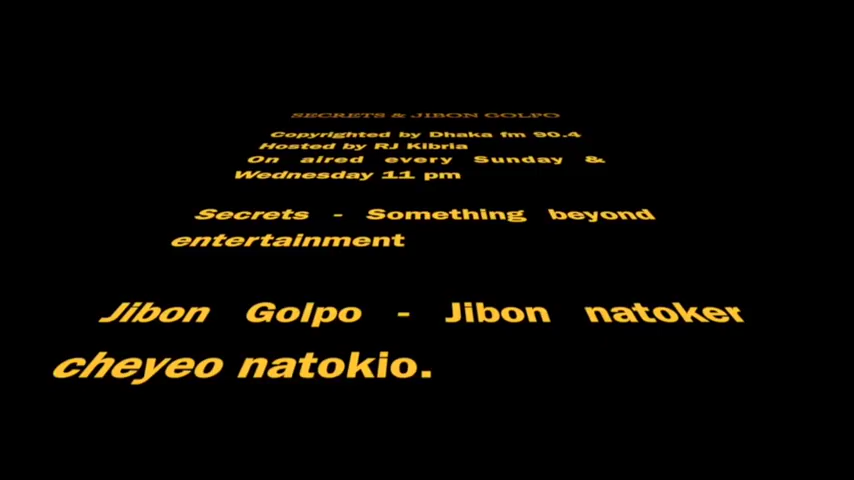 SECRETS & JIBON GOLPO
Copyrighted by Dhaka fm 90.4
Hosted by RJ Kibria
On aired every Sunday &
Wednesday 11 pm
Secrets - Something beyond
entertainment
Jibon Golpo - Jibon natoker
cheyeo natokio.